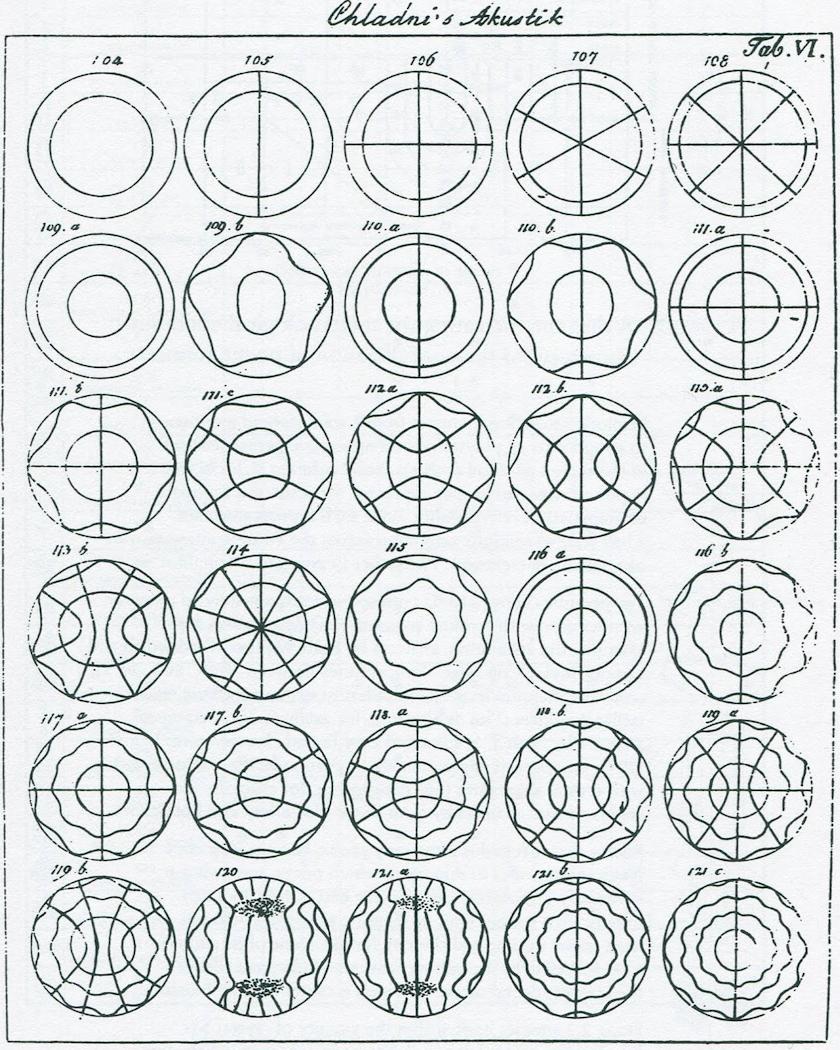 Chladni's Akustik
Tab. VI.
104 105 106 107 108
109.a 109.b 110.a 110.b. 111.a
111.b 111.c 112a 112.b. 113.a
113 b 114 115 116 a 116 b
117 a 117.b. 118.a 118.b. 119 a
119.b. 120 121.a 121.b. 121.c.